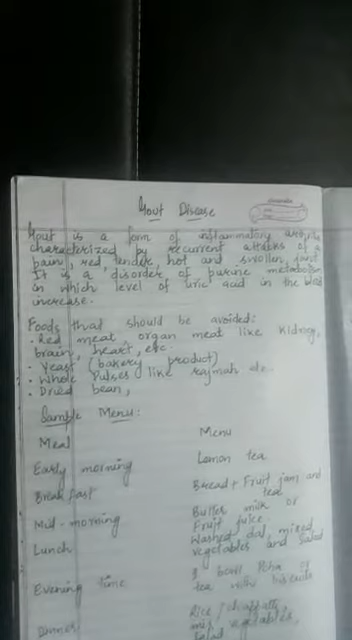 Gout Disease
Gout is a form of inflammatory
characterized by recurrent attacks of a
pain, red, tender, hot and swollen joint
It is a disorder of purine metabolism
in which level of uric acid in the blood
increase.
Foods that should be avoided:
• Red meat, organ meat like kidney,
brain, heart, etc.
• Yeast (bakery product)
• Whole pulses like rajmah
• Dried bean,
Sample Menu:
Meal Menu
Early morning Lemon tea
Breakfast Bread + Fruit jam and
tea
Mid-morning Butter milk or
Fruit juice
Lunch Washed dal, mixed
vegetables and salad
Evening time 1 bowl Poha or
tea with biscuits
Dinner Rice / chapatti,
mix vegetables,